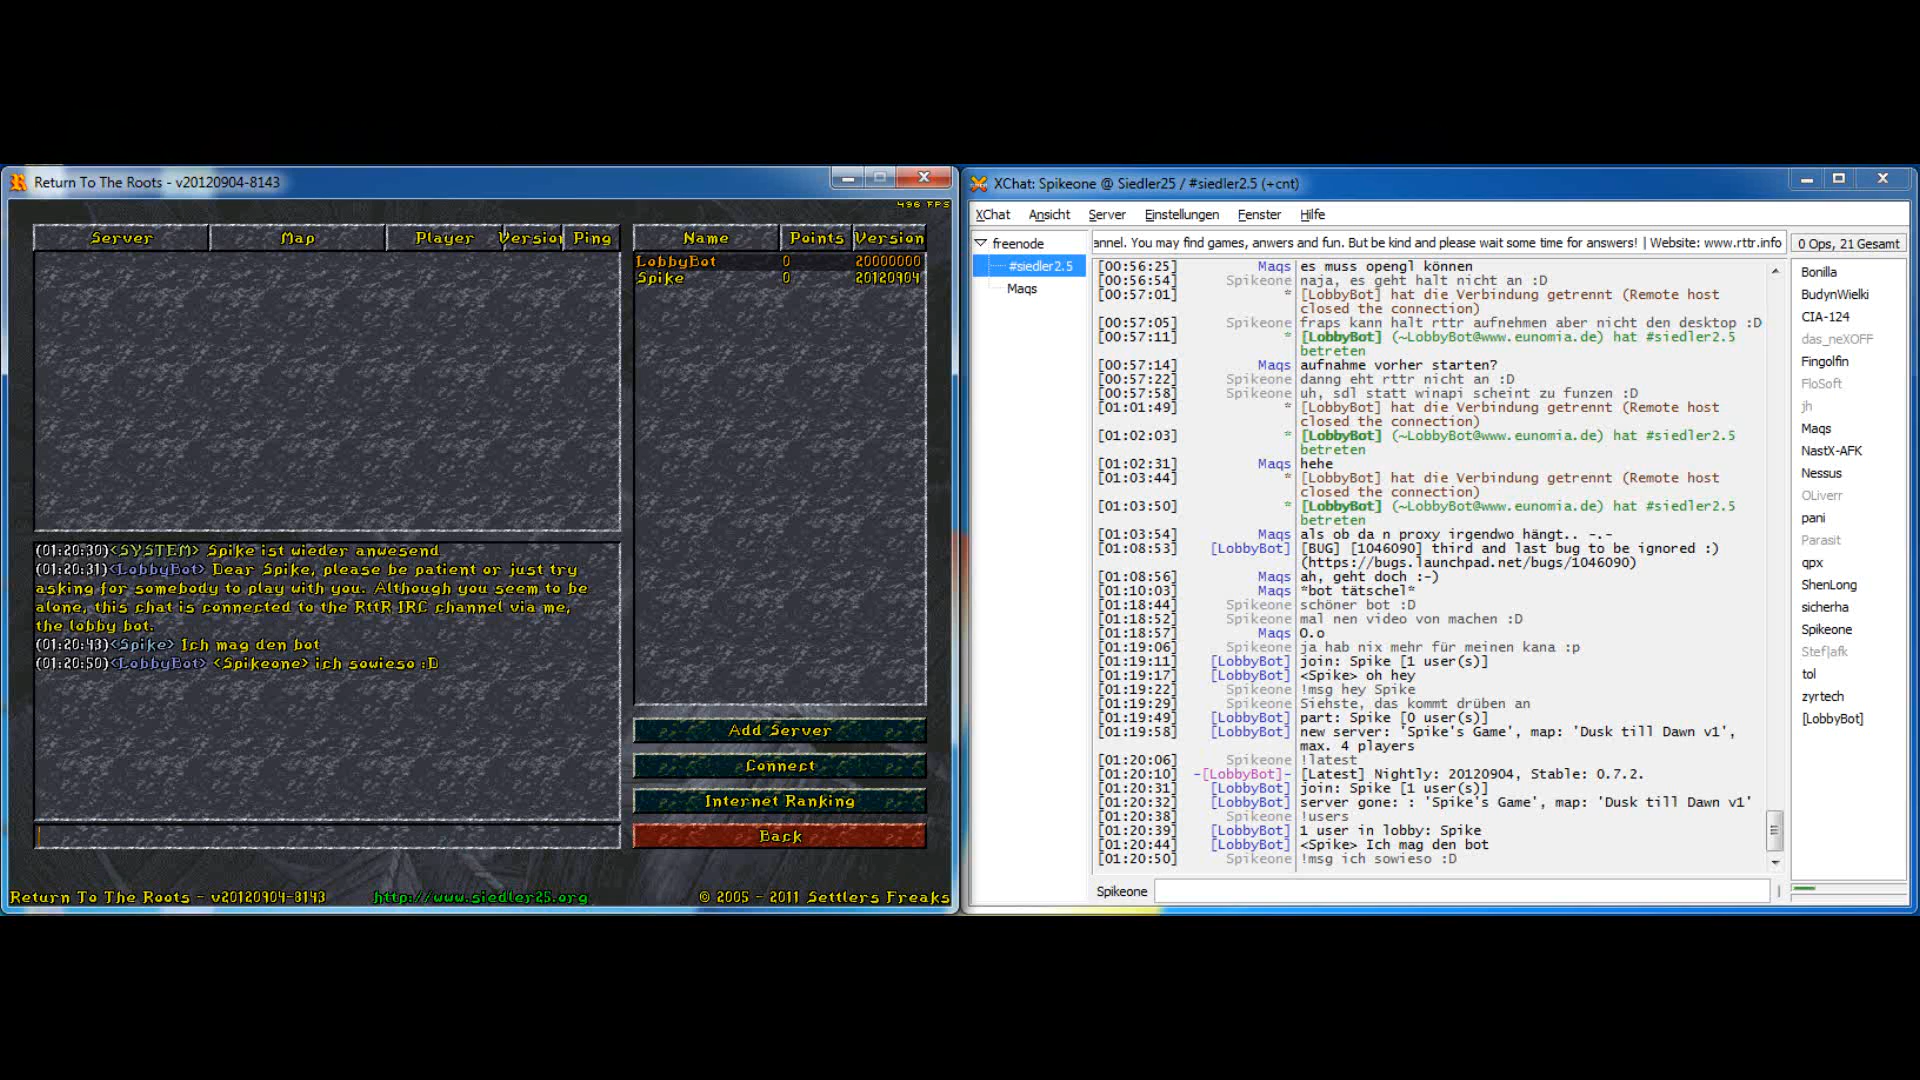 Return To The Roots - v20120904-8143
496 FPS
Server Map Player Version Ping
Name Points Version
LobbyBot 0 20000000
Spike 0 20120904
(01:20:30)<SYSTEM> Spike ist wieder anwesend
(01:20:31)<LobbyBot> Dear Spike, please be patient or just try
asking for somebody to play with you. Although you seem to be
alone, this chat is connected to the RttR IRC channel via me,
the lobby bot.
(01:20:43)<Spike> Ich mag den bot
(01:20:50)<LobbyBot> <Spikeone> ich sowieso :D
Add Server
Connect
Internet Ranking
Back
Return To The Roots - v20120904-8143
http://www.siedler25.org
© 2005 - 2011 Settlers Freaks
XChat: Spikeone @ Siedler25 / #siedler2.5 (+cnt)
XChat Ansicht Server Einstellungen Fenster Hilfe
freenode
#siedler2.5
Maqs
annel. You may find games, anwers and fun. But be kind and please wait some time for answers! | Website: www.rttr.info
0 Ops, 21 Gesamt
[00:56:25] Maqs es muss opengl können
[00:56:54] Spikeone naja, es geht halt nicht an :D
[00:57:01] * [LobbyBot] hat die Verbindung getrennt (Remote host
closed the connection)
[00:57:05] Spikeone fraps kann halt rttr aufnehmen aber nicht den desktop :D
[00:57:11] * [LobbyBot] (~LobbyBot@www.eunomia.de) hat #siedler2.5
betreten
[00:57:14] Maqs aufnahme vorher starten?
[00:57:22] Spikeone danng eht rttr nicht an :D
[00:57:58] Spikeone uh, sdl statt winapi scheint zu funzen :D
[01:01:49] * [LobbyBot] hat die Verbindung getrennt (Remote host
closed the connection)
[01:02:03] * [LobbyBot] (~LobbyBot@www.eunomia.de) hat #siedler2.5
betreten
[01:02:31] Maqs hehe
[01:03:44] * [LobbyBot] hat die Verbindung getrennt (Remote host
closed the connection)
[01:03:50] * [LobbyBot] (~LobbyBot@www.eunomia.de) hat #siedler2.5
betreten
[01:03:54] Maqs als ob da n proxy irgendwo hängt.. -.-
[01:08:53] [LobbyBot] [BUG] [1046090] third and last bug to be ignored :)
(https://bugs.launchpad.net/bugs/1046090)
[01:08:56] Maqs ah, geht doch :-)
[01:10:03] Maqs *bot tätschel*
[01:18:44] Spikeone schöner bot :D
[01:18:52] Spikeone mal nen video von machen :D
[01:18:57] Maqs O.o
[01:19:06] Spikeone ja hab nix mehr für meinen kana :p
[01:19:11] [LobbyBot] join: Spike [1 user(s)]
[01:19:17] [LobbyBot] <Spike> oh hey
[01:19:22] Spikeone !msg hey Spike
[01:19:29] Spikeone Siehste, das kommt drüben an
[01:19:49] [LobbyBot] part: Spike [0 user(s)]
[01:19:58] [LobbyBot] new server: 'Spike's Game', map: 'Dusk till Dawn v1',
max. 4 players
[01:20:06] Spikeone !latest
[01:20:10] -[LobbyBot]- [Latest] Nightly: 20120904, Stable: 0.7.2.
[01:20:31] [LobbyBot] join: Spike [1 user(s)]
[01:20:32] [LobbyBot] server gone: : 'Spike's Game', map: 'Dusk till Dawn v1'
[01:20:38] Spikeone !users
[01:20:39] [LobbyBot] 1 user in lobby: Spike
[01:20:44] [LobbyBot] <Spike> Ich mag den bot
[01:20:50] Spikeone !msg ich sowieso :D
Spikeone
Bonilla
BudynWielki
CIA-124
das_neXOFF
Fingolfin
FloSoft
jh
Maqs
NastX-AFK
Nessus
OLiverr
pani
Parasit
qpx
ShenLong
sicherha
Spikeone
Stef|afk
tol
zyrtech
[LobbyBot]